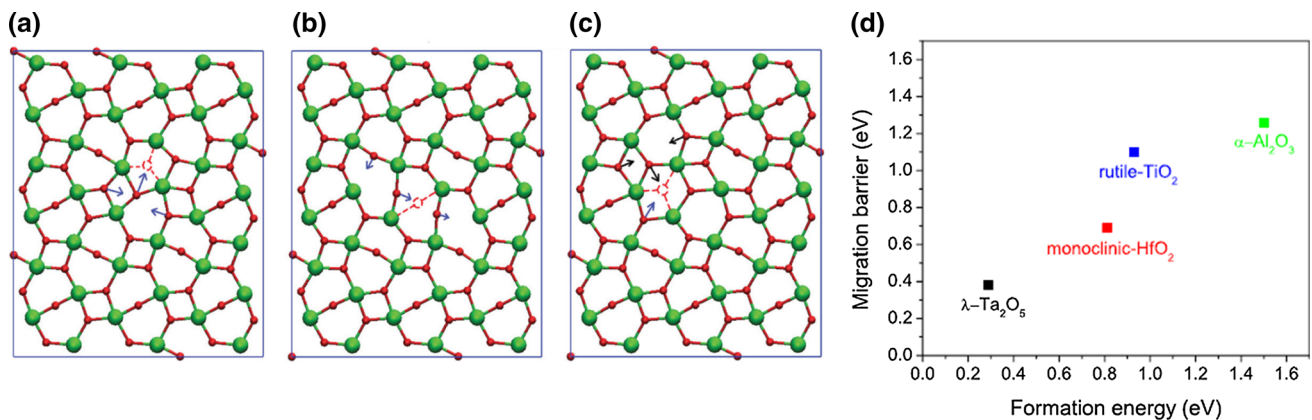 (a)
(b)
(c)
(d)
Migration barrier (eV)
1.6
1.4
1.2
1.0
0.8
0.6
0.4
0.2
0.0
α–Al₂O₃
rutile-TiO₂
monoclinic-HfO₂
λ–Ta₂O₅
0.0 0.2 0.4 0.6 0.8 1.0 1.2 1.4 1.6
Formation energy (eV)